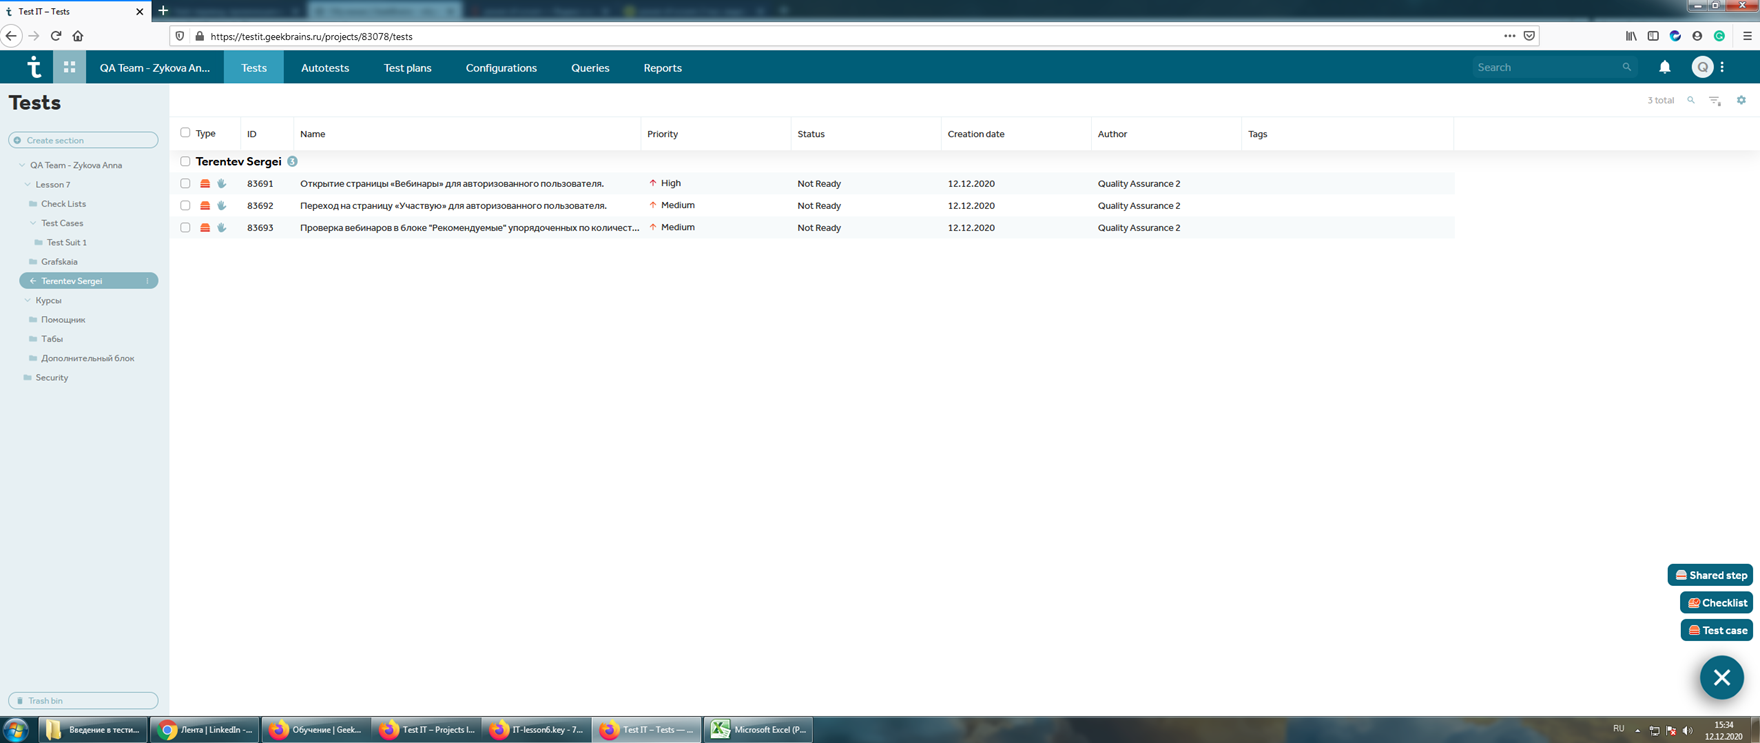 Test IT – Tests
https://testit.geekbrains.ru/projects/83078/tests
QA Team - Zykova An... Tests Autotests Test plans Configurations Queries Reports Search Q
Tests
3 total
Create section
Type ID Name Priority Status Creation date Author Tags
Terentev Sergei 3
83691 Открытие страницы «Вебинары» для авторизованного пользователя. High Not Ready 12.12.2020 Quality Assurance 2
83692 Переход на страницу «Участвую» для авторизованного пользователя. Medium Not Ready 12.12.2020 Quality Assurance 2
83693 Проверка вебинаров в блоке "Рекомендуемые" упорядоченных по количест... Medium Not Ready 12.12.2020 Quality Assurance 2
QA Team - Zykova Anna
Lesson 7
Check Lists
Test Cases
Test Suit 1
Grafskaia
Terentev Sergei
Курсы
Помощник
Табы
Дополнительный блок
Security
Shared step
Checklist
Test case
Trash bin
Введение в тести... Лента | LinkedIn -... Обучение | Geek... Test IT – Projects I... IT-lesson6.key - 7... Test IT – Tests — ... Microsoft Excel (P... RU 15:34
12.12.2020